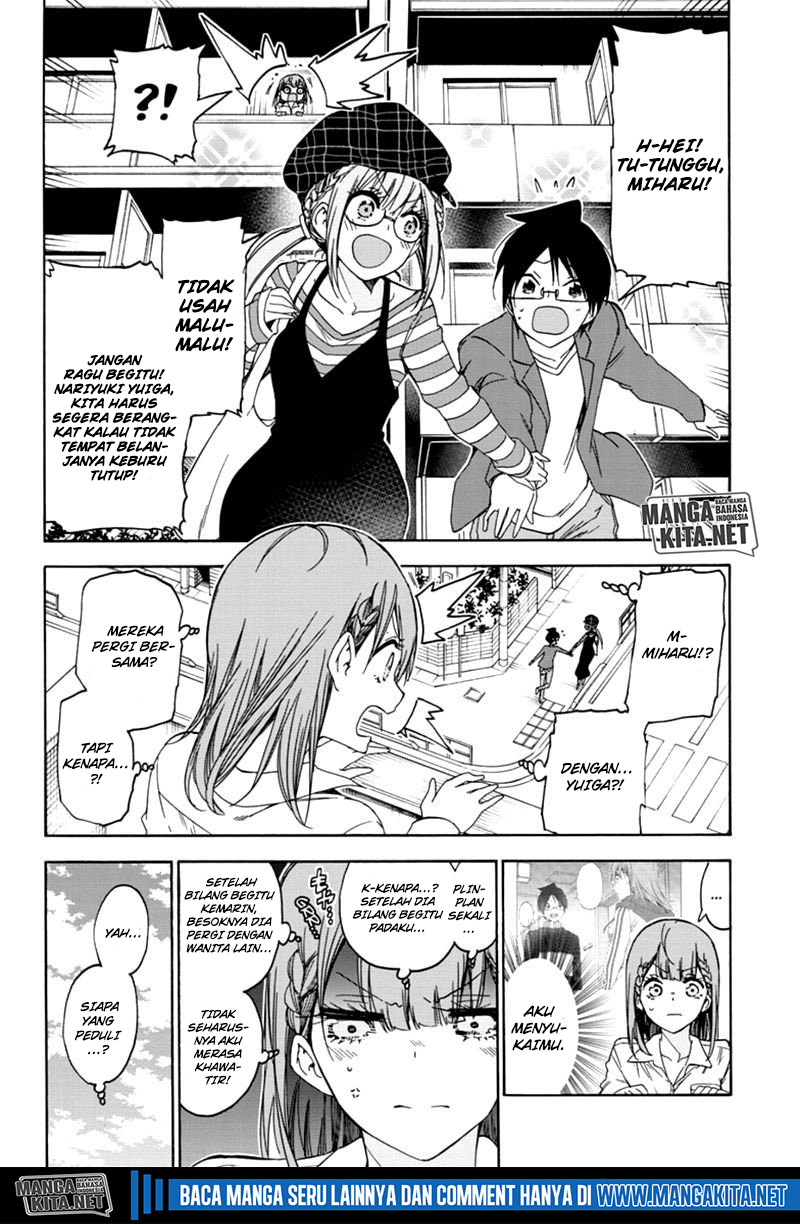 H-HEI!
TU-TUNGGU,
MIHARU!
?!
TIDAK
USAH
MALU-
MALU!
JANGAN
RAGU BEGITU!
NARIYUKI YUIGA,
KITA HARUS
SEGERA BERANG-
KAT KALAU TIDAK
TEMPAT BELAN-
JANYA KEBURU
TUTUP!
MANGA
KITA.NET
BACA MANGA
BAHASA
INDONESIA
M-
MIHARU!?
DENGAN...
YUIGA?!
MEREKA
PERGI BER-
SAMA?
TAPI
KENAPA...
?!
...
AKU
MENYU-
KAIMU.
PLIN-
PLAN
SEKALI
...
K-KENAPA...?
SETELAH DIA
BILANG BEGITU
PADAKU...
SETELAH
BILANG BEGITU
KEMARIN,
BESOKNYA DIA
PERGI DENGAN
WANITA LAIN...
TIDAK
SEHARUS-
NYA AKU
MERASA
KHAWA-
TIR!
YAH...
SIAPA
YANG
PEDULI
...?
MANGA
KITA.NET
BACA MANGA
BAHASA
INDONESIA
BACA MANGA SERU LAINNYA DAN COMMENT HANYA DI WWW.MANGAKITA.NET